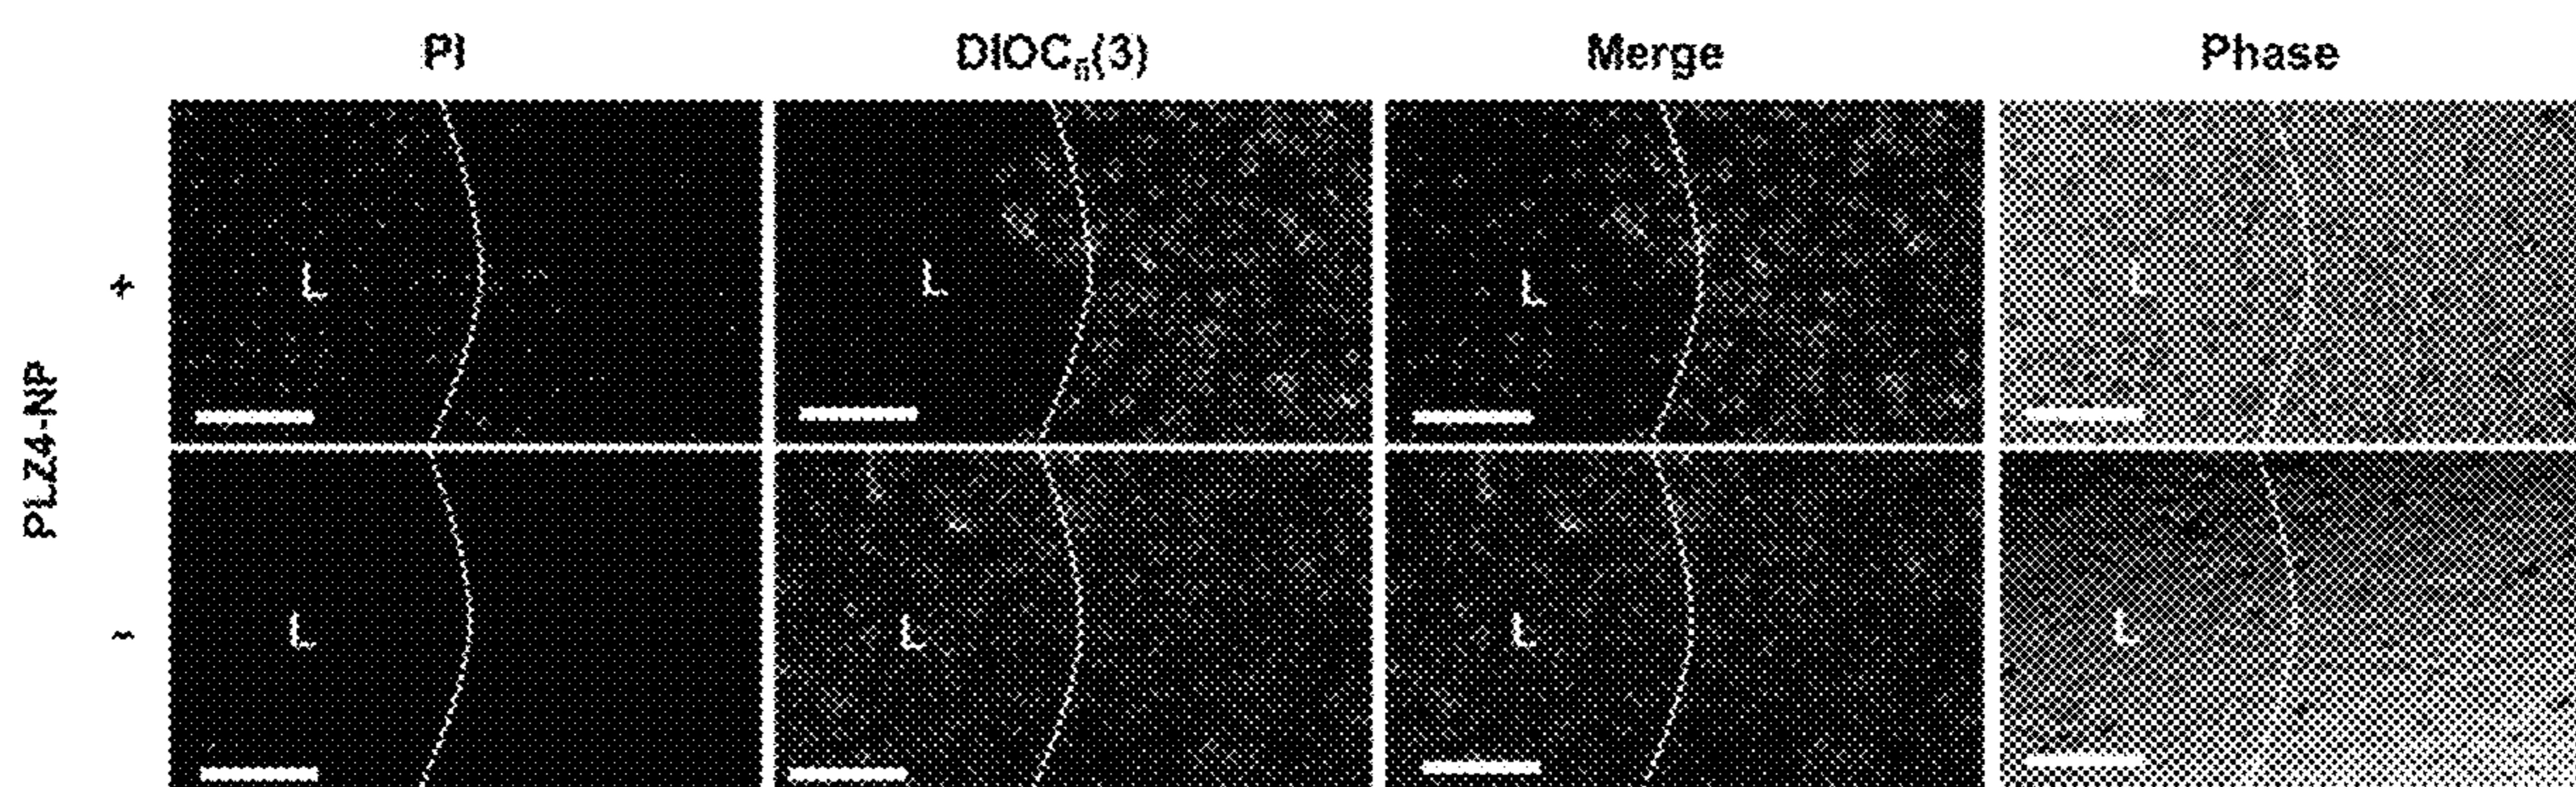 PI DIOC₆(3) Merge Phase
PLZ4-NP
+
L L L L
-
L L L L